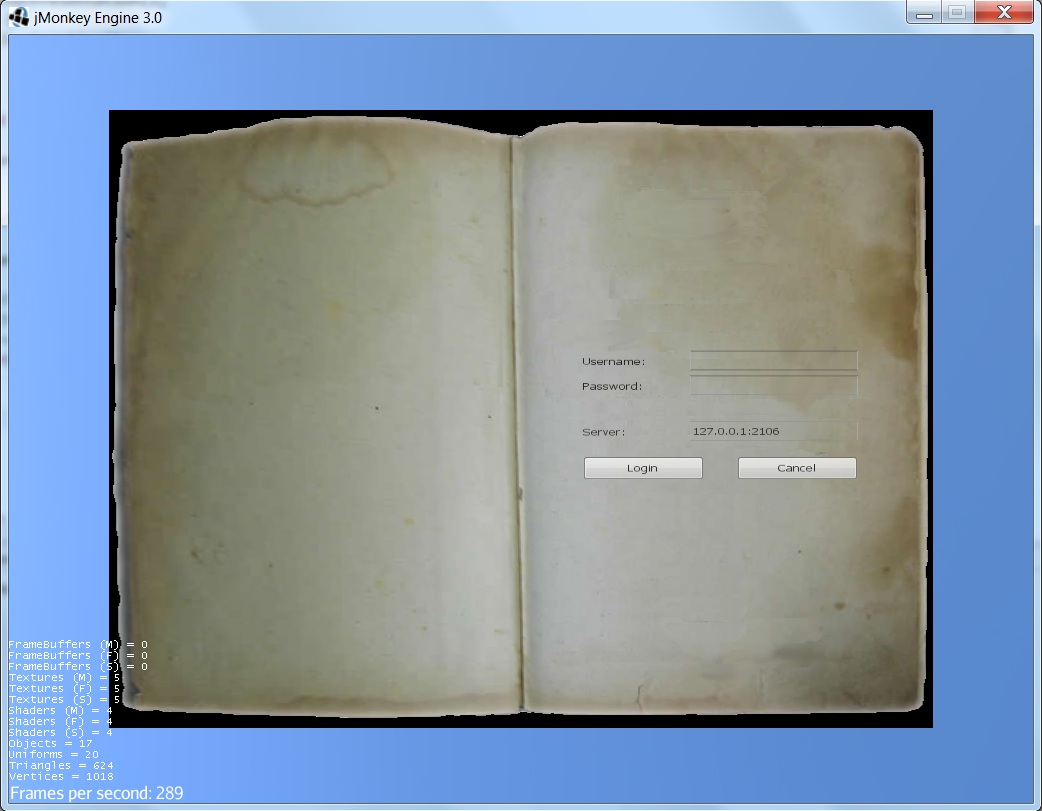 jMonkey Engine 3.0
Username:
Password:
Server: 127.0.0.1:2106
Login Cancel
FrameBuffers (M) = 0
FrameBuffers (F) = 0
FrameBuffers (S) = 0
Textures (M) = 5
Textures (F) = 5
Textures (S) = 5
Shaders (M) = 4
Shaders (F) = 4
Shaders (S) = 4
Objects = 17
Uniforms = 20
Triangles = 624
Vertices = 1018
Frames per second: 289